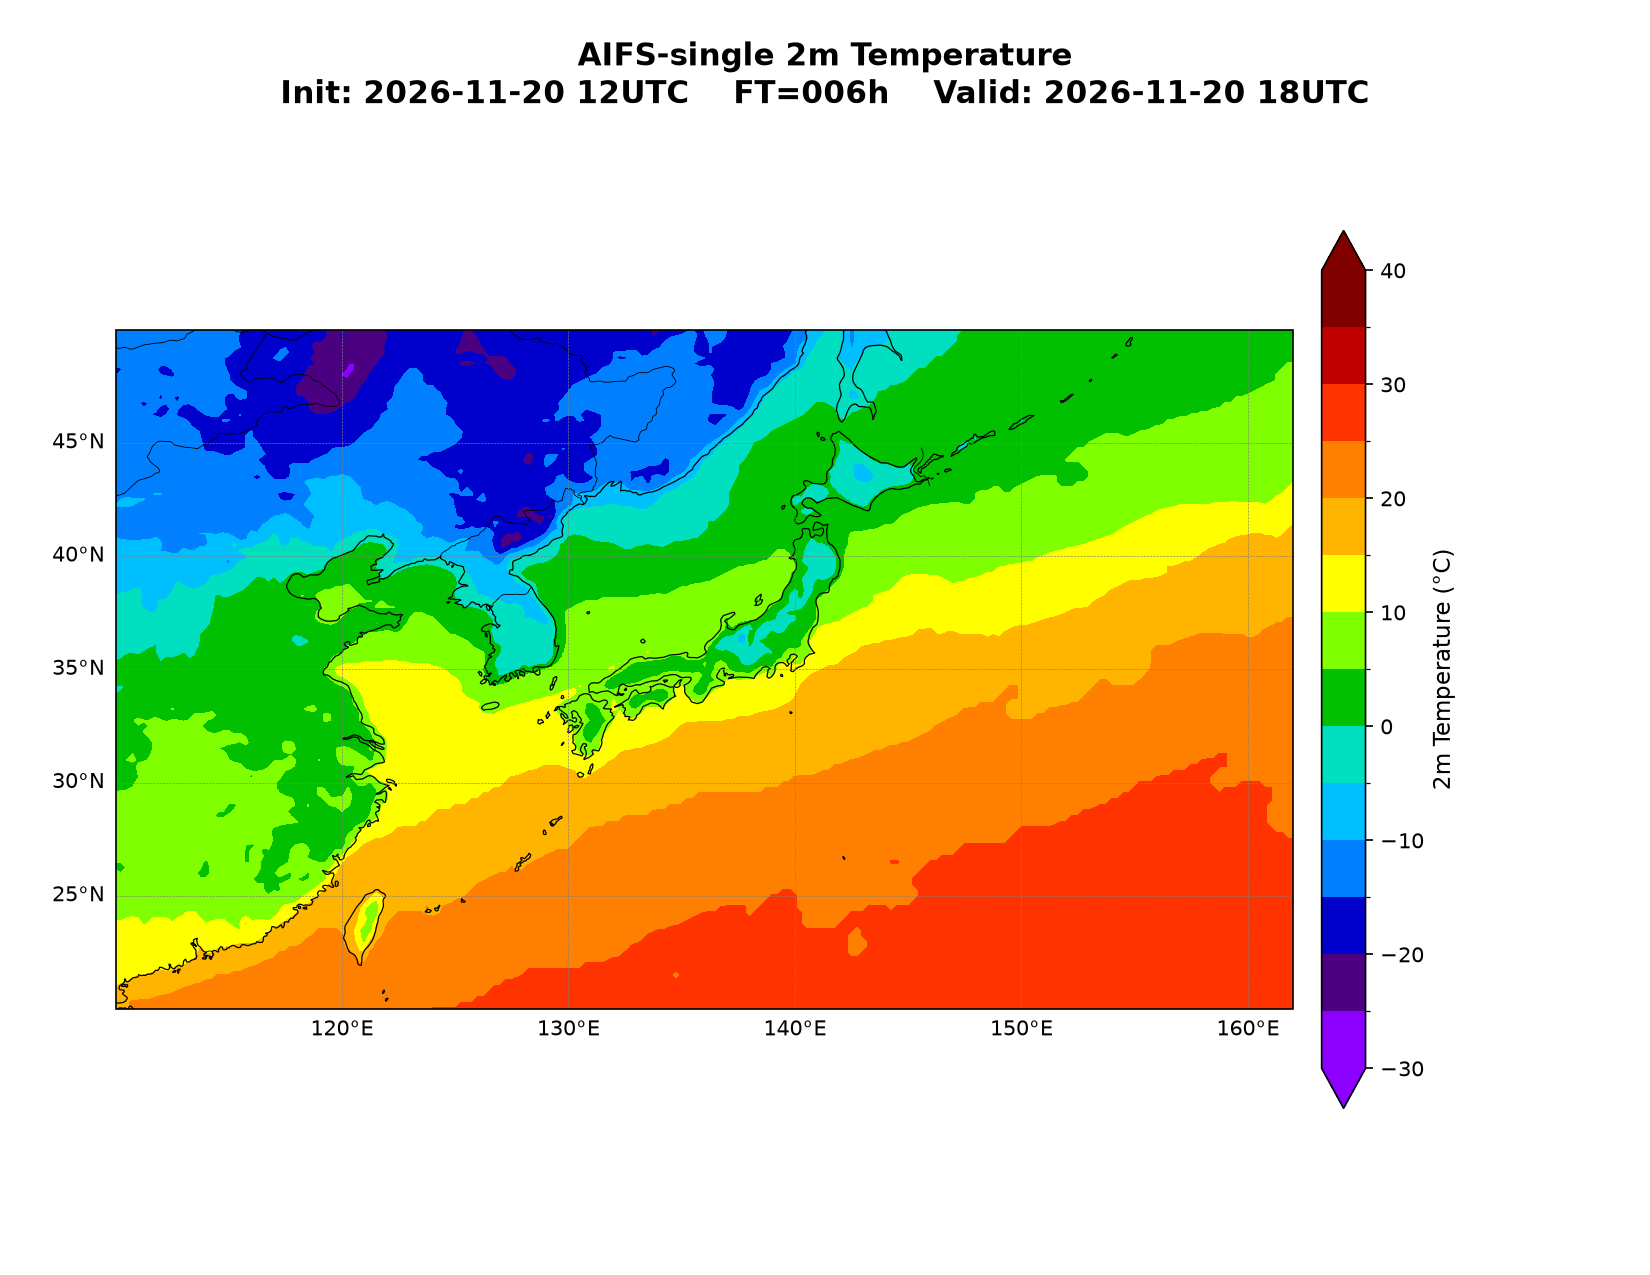 AIFS-single 2m Temperature
Init: 2026-11-20 12UTC    FT=006h    Valid: 2026-11-20 18UTC
45°N
40°N
35°N
30°N
25°N
120°E
130°E
140°E
150°E
160°E
40
30
20
10
0
−10
−20
−30
2m Temperature (°C)